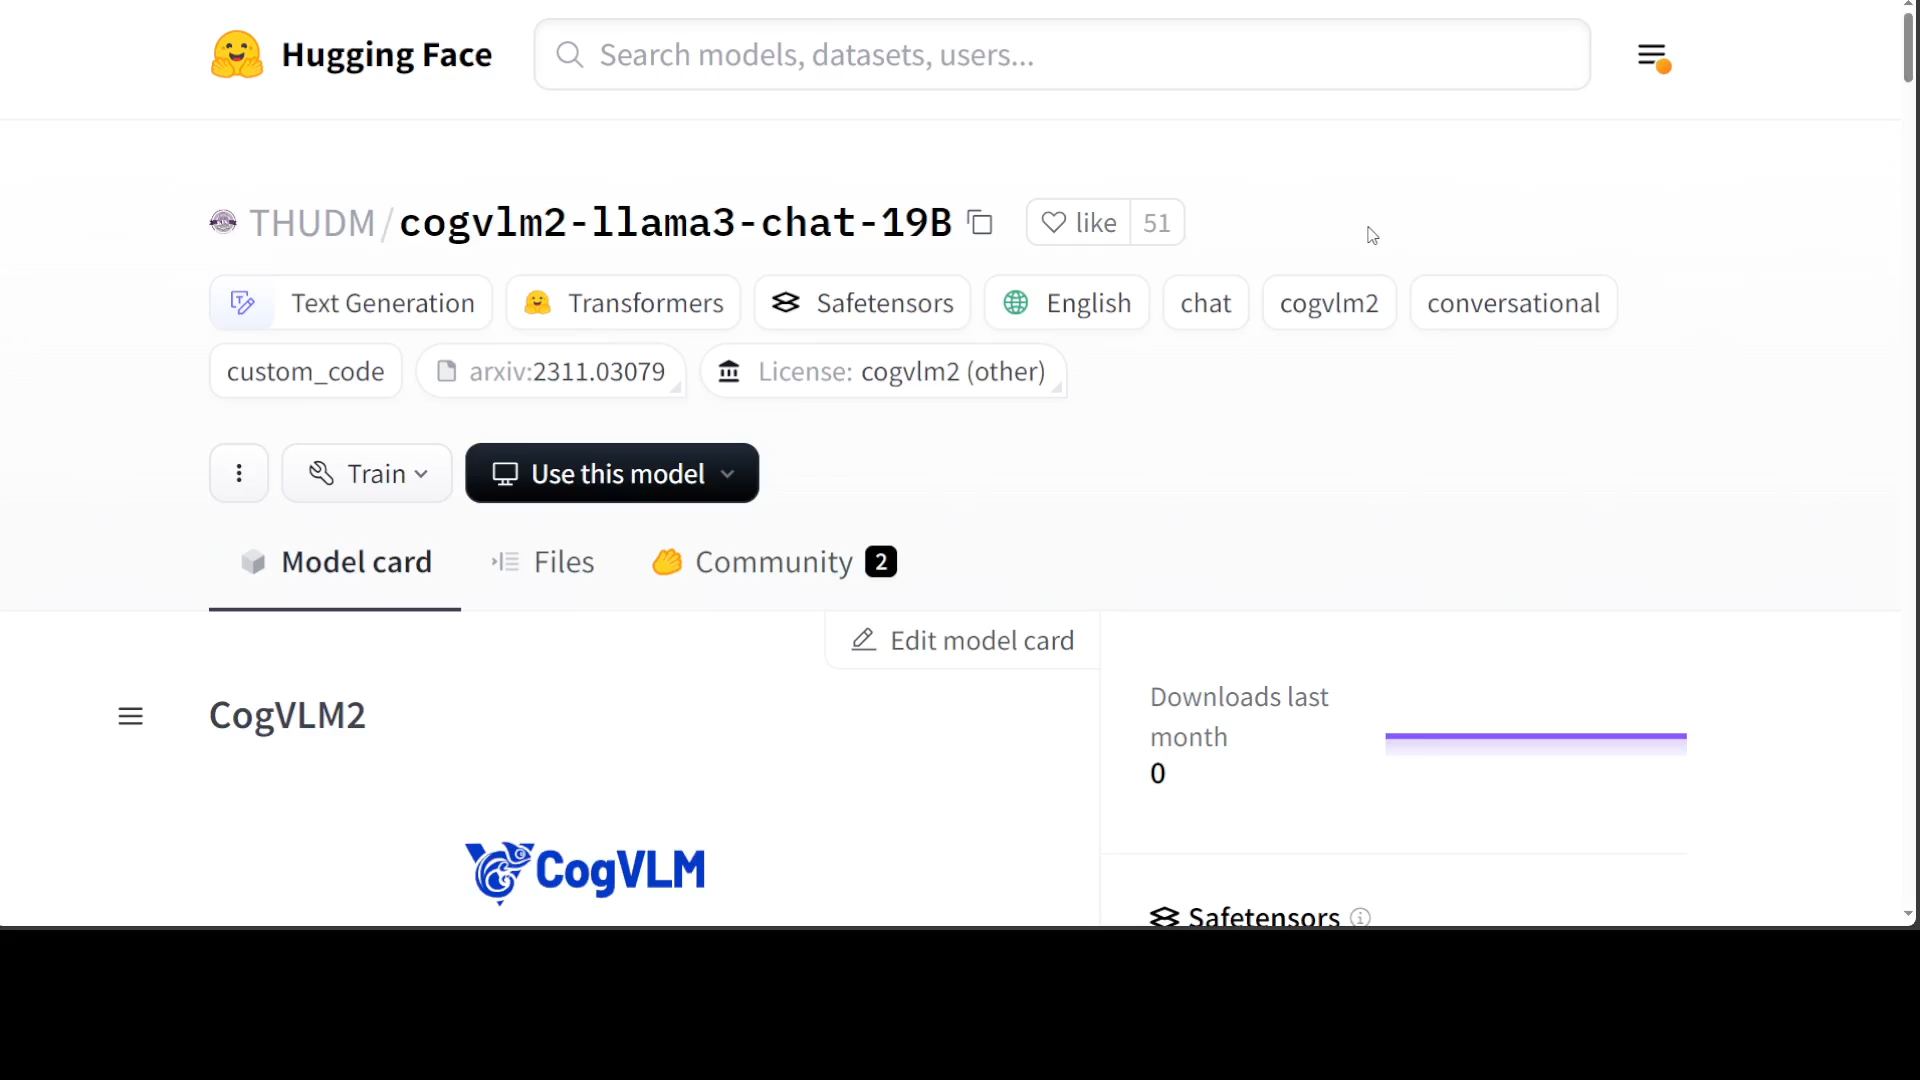 Hugging Face
Search models, datasets, users...
THUDM/cogvlm2-llama3-chat-19B like 51
Text Generation Transformers Safetensors English chat cogvlm2 conversational
custom_code arxiv:2311.03079 License: cogvlm2 (other)
Train Use this model
Model card Files Community 2
Edit model card
CogVLM2
Downloads last
month
0
CogVLM
Safetensors